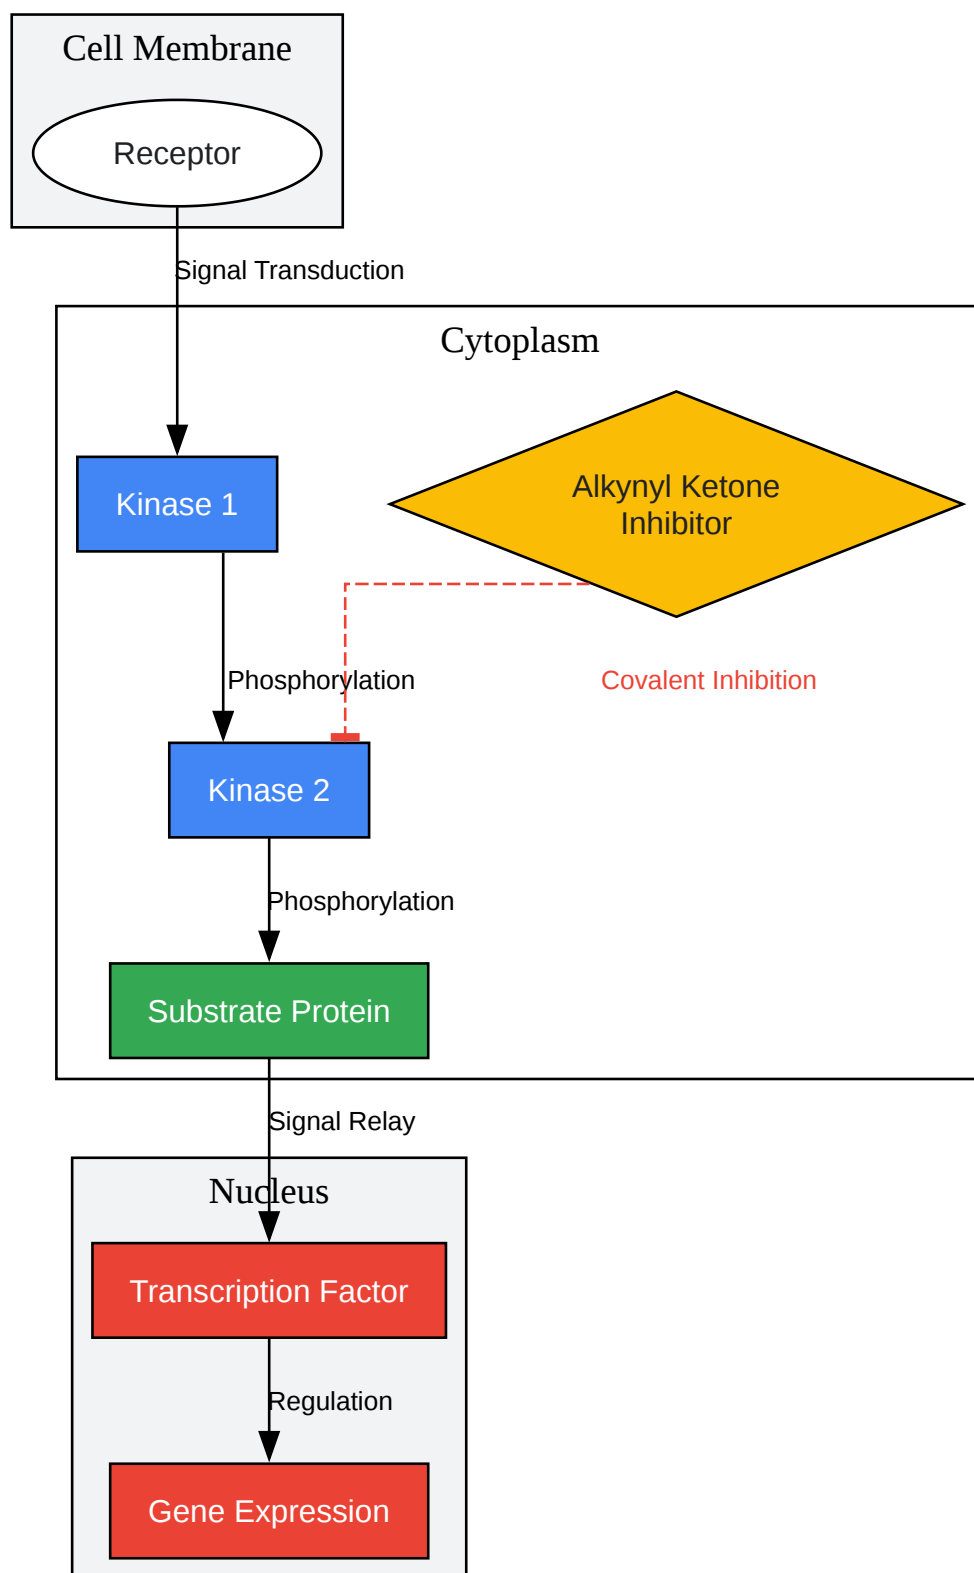 Cell Membrane
Receptor
Signal Transduction
Cytoplasm
Kinase 1
Alkynyl Ketone
Inhibitor
Phosphorylation
Covalent Inhibition
Kinase 2
Phosphorylation
Substrate Protein
Signal Relay
Nucleus
Transcription Factor
Regulation
Gene Expression